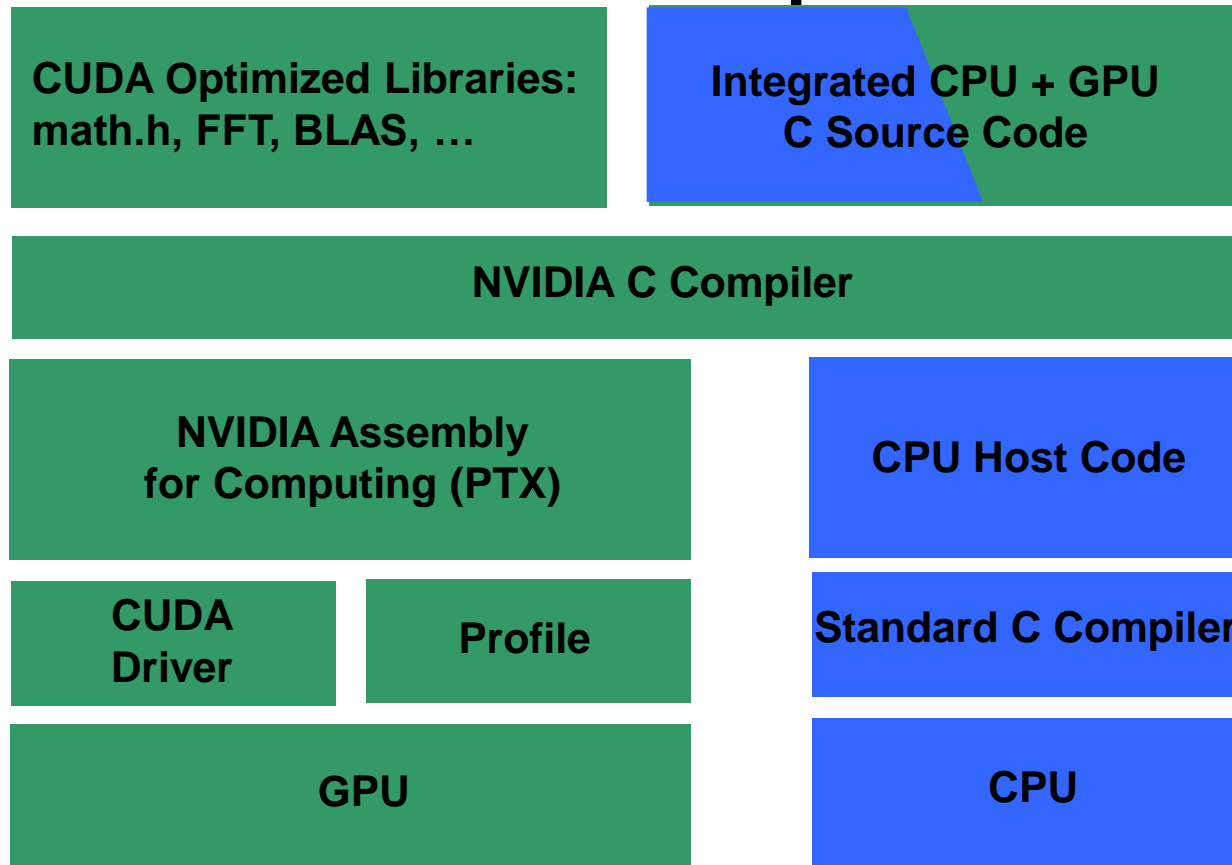 CUDA Optimized Libraries:
math.h, FFT, BLAS, …
Integrated CPU + GPU
C Source Code
NVIDIA C Compiler
NVIDIA Assembly
for Computing (PTX)
CPU Host Code
CUDA
Driver
Profile
Standard C Compiler
GPU
CPU